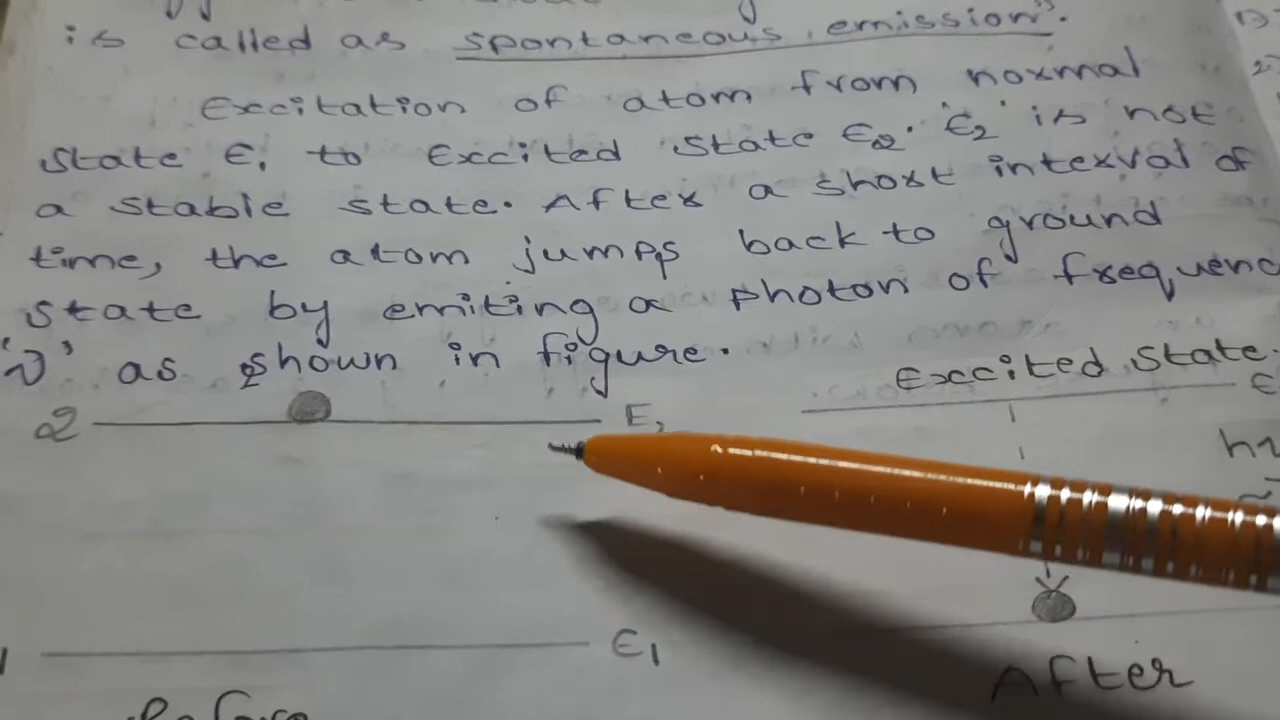 is called as spontaneous emission".
Excitation of atom from normal
state E1 to Excited state E2. 'E2' is not
a stable state. After a short interval of
time, the atom jumps back to ground
state by emiting a photon of frequenc
'ν' as shown in figure.
Excited State.
2
E1
After